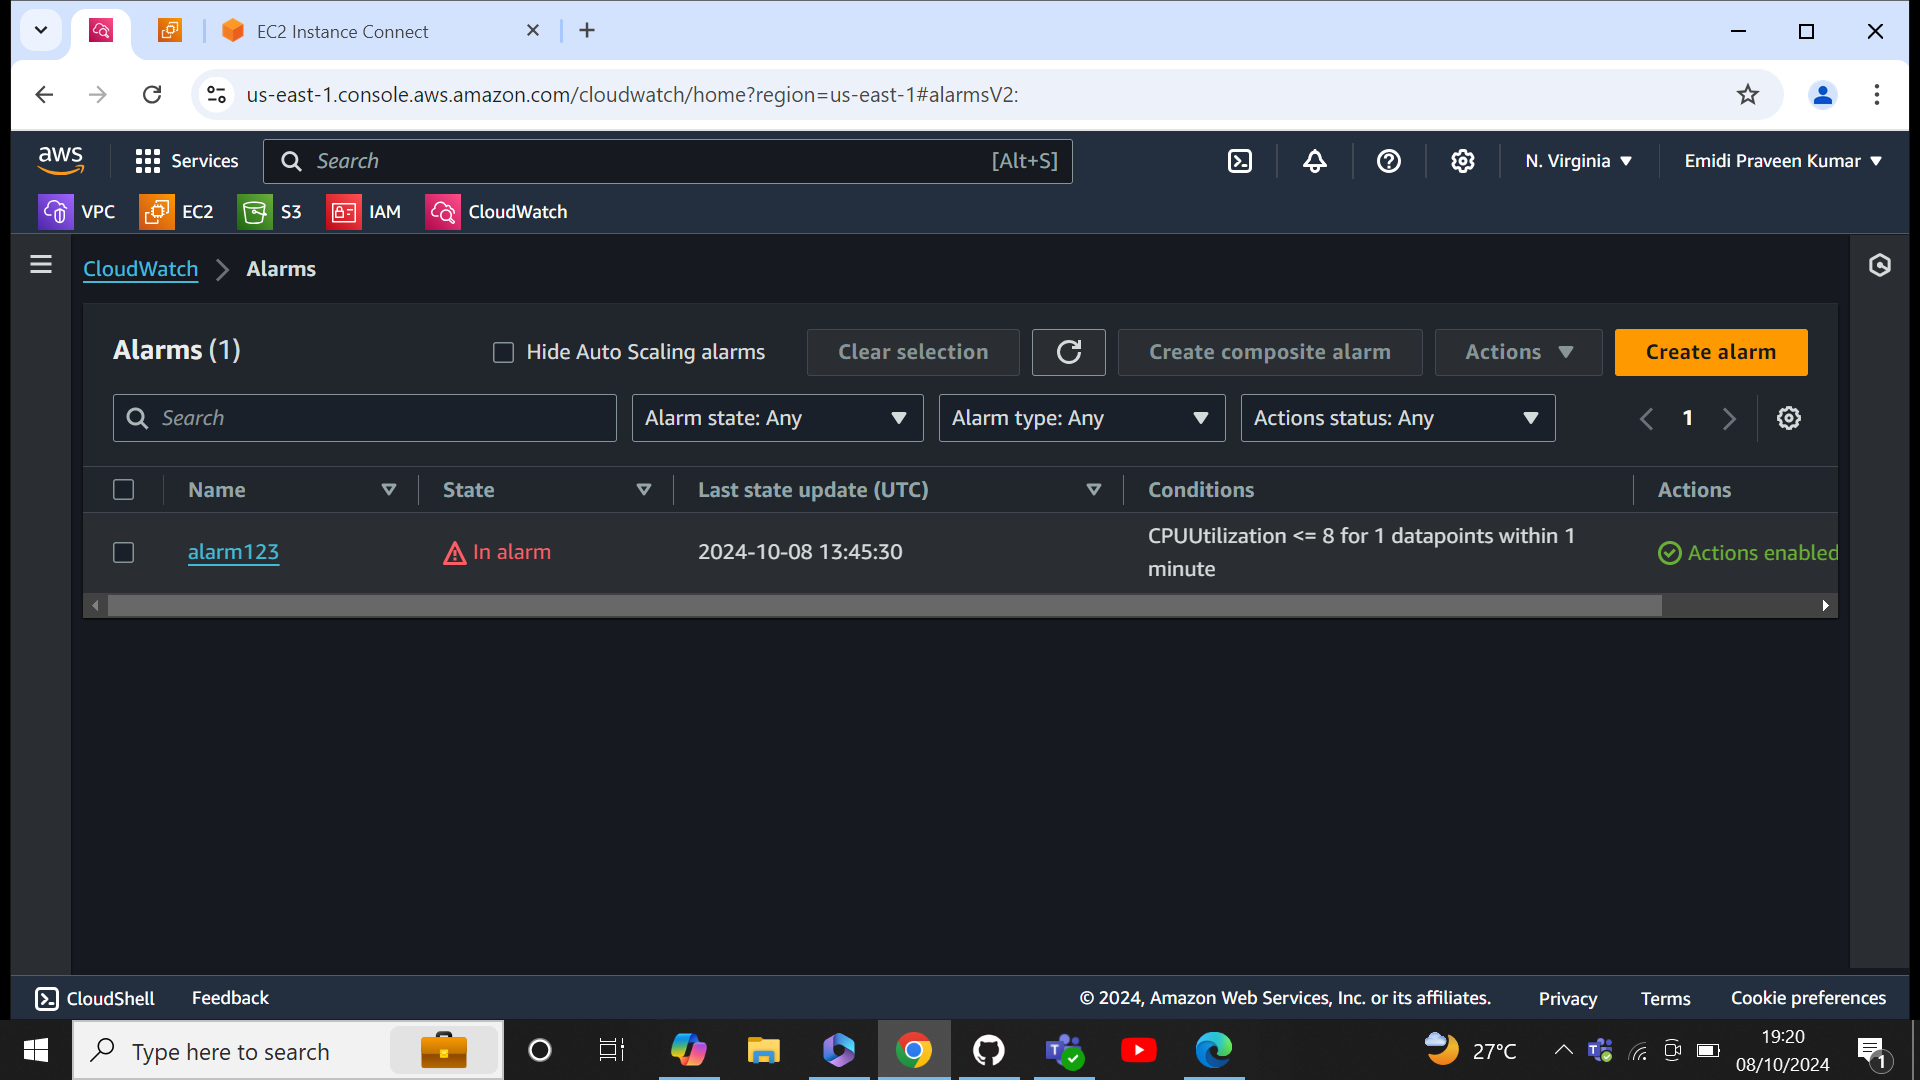 EC2 Instance Connect
us-east-1.console.aws.amazon.com/cloudwatch/home?region=us-east-1#alarmsV2:
aws
Services
Search
[Alt+S]
N. Virginia
Emidi Praveen Kumar
VPC
EC2
S3
IAM
CloudWatch
CloudWatch
Alarms
Alarms (1)
Hide Auto Scaling alarms
Clear selection
Create composite alarm
Actions
Create alarm
Search
Alarm state: Any
Alarm type: Any
Actions status: Any
1
Name
State
Last state update (UTC)
Conditions
Actions
alarm123
In alarm
2024-10-08 13:45:30
CPUUtilization <= 8 for 1 datapoints within 1
minute
Actions enabled
CloudShell
Feedback
© 2024, Amazon Web Services, Inc. or its affiliates.
Privacy
Terms
Cookie preferences
Type here to search
27°C
19:20
08/10/2024
1